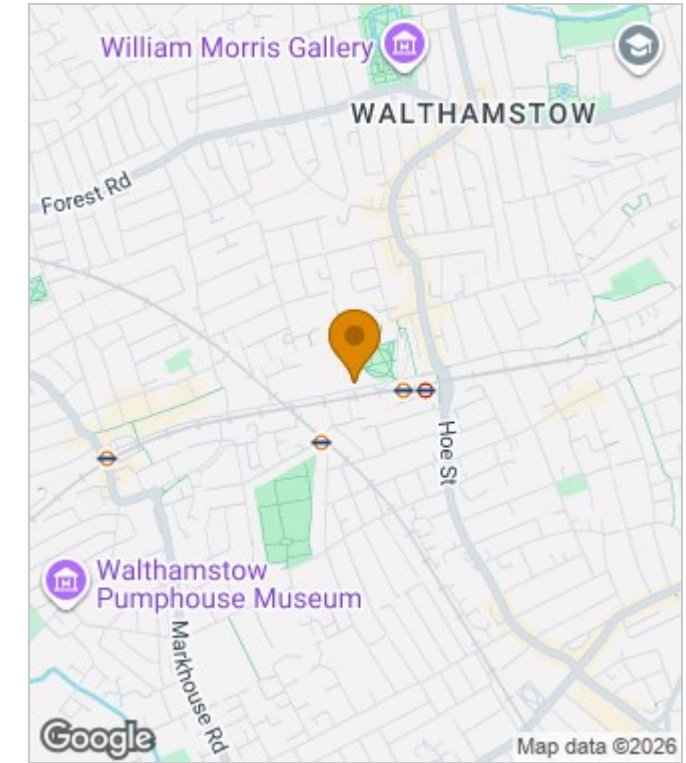 William Morris Gallery
WALTHAMSTOW
Forest Rd
Hoe St
Walthamstow
Pumphouse Museum
Markhouse Rd
Google
Map data ©2026